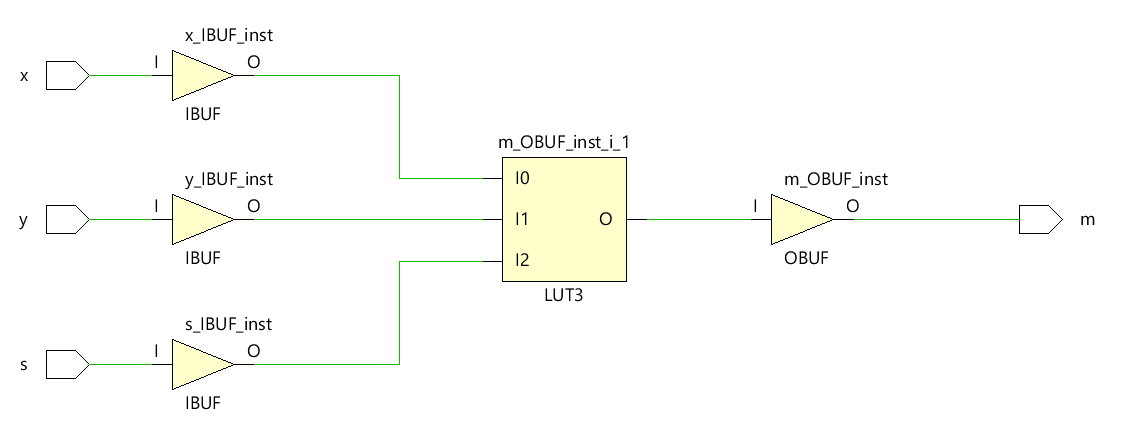 x_IBUF_inst
x
I
O
IBUF
m_OBUF_inst_i_1
I0
I1
I2
O
LUT3
y_IBUF_inst
y
I
O
IBUF
m_OBUF_inst
I
O
m
OBUF
s_IBUF_inst
s
I
O
IBUF